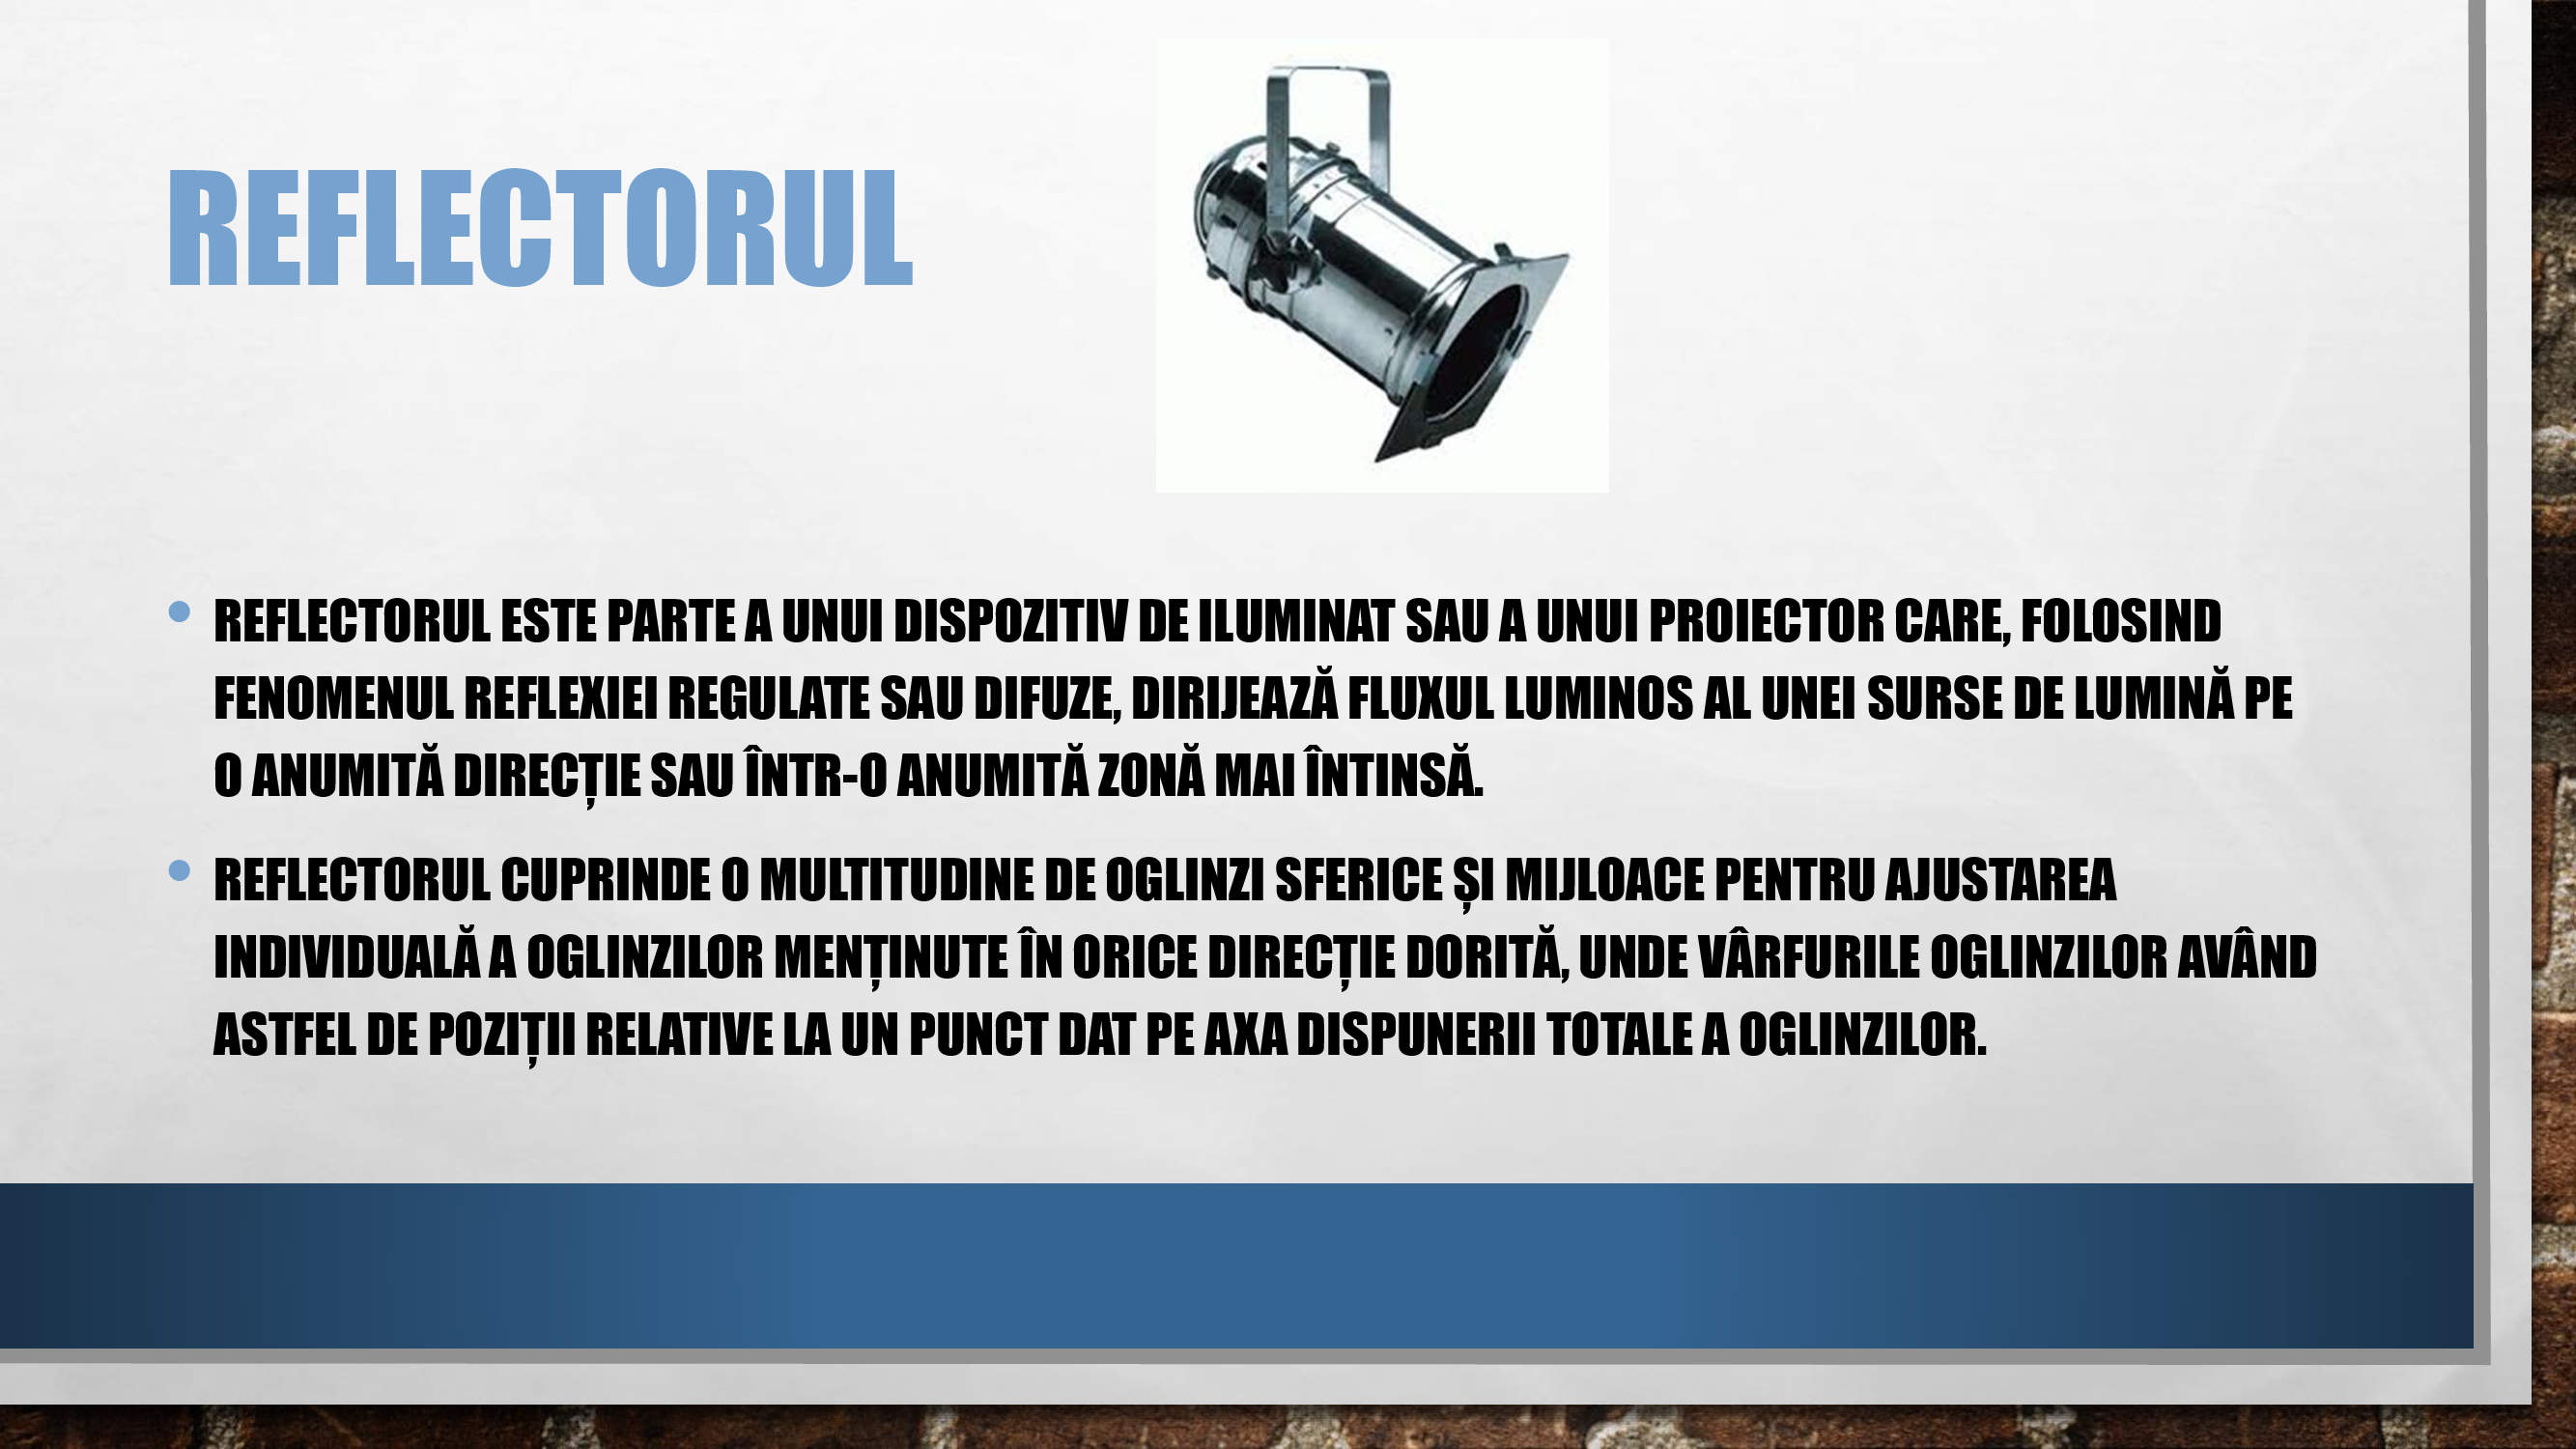 REFLECTORUL
• REFLECTORUL ESTE PARTE A UNUI DISPOZITIV DE ILUMINAT SAU A UNUI PROIECTOR CARE, FOLOSIND
FENOMENUL REFLEXIEI REGULATE SAU DIFUZE, DIRIJEAZĂ FLUXUL LUMINOS AL UNEI SURSE DE LUMINĂ PE
O ANUMITĂ DIRECȚIE SAU ÎNTR-O ANUMITĂ ZONĂ MAI ÎNTINSĂ.
• REFLECTORUL CUPRINDE O MULTITUDINE DE OGLINZI SFERICE ȘI MIJLOACE PENTRU AJUSTAREA
INDIVIDUALĂ A OGLINZILOR MENȚINUTE ÎN ORICE DIRECȚIE DORITĂ, UNDE VÂRFURILE OGLINZILOR AVÂND
ASTFEL DE POZIȚII RELATIVE LA UN PUNCT DAT PE AXA DISPUNERII TOTALE A OGLINZILOR.